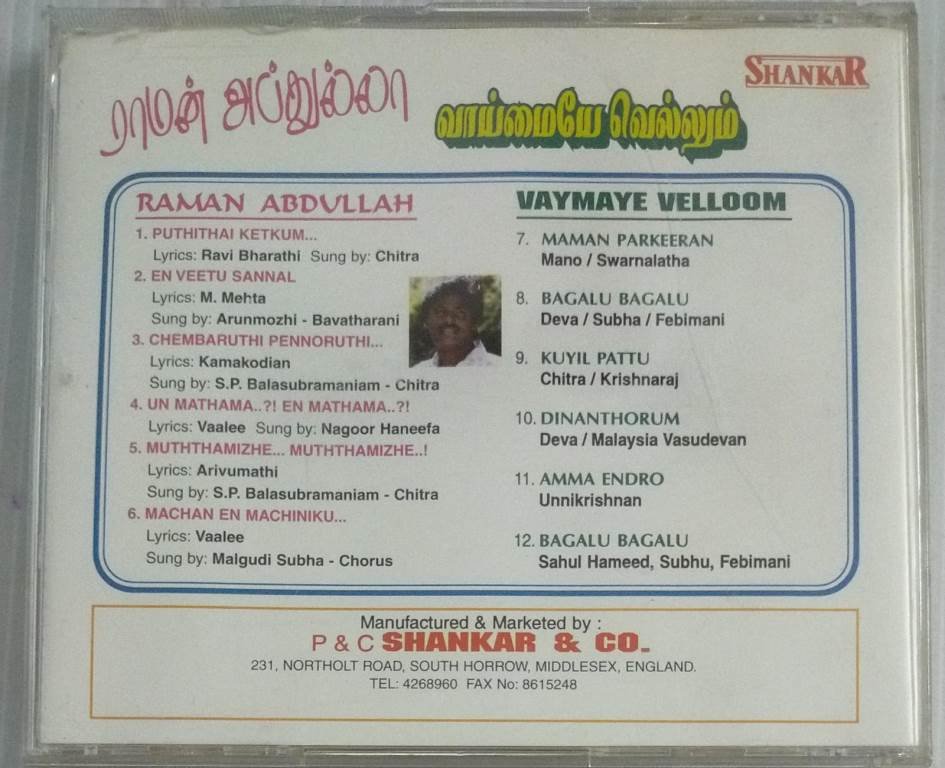 ராமன் அப்துல்லா
வாய்மையே வெல்லும்
SHANKAR
RAMAN ABDULLAH
1. PUTHITHAI KETKUM...
Lyrics: Ravi Bharathi Sung by: Chitra
2. EN VEETU SANNAL
Lyrics: M. Mehta
Sung by: Arunmozhi - Bavatharani
3. CHEMBARUTHI PENNORUTHI...
Lyrics: Kamakodian
Sung by: S.P. Balasubramaniam - Chitra
4. UN MATHAMA..?! EN MATHAMA..?!
Lyrics: Vaalee Sung by: Nagoor Haneefa
5. MUTHTHAMIZHE... MUTHTHAMIZHE..!
Lyrics: Arivumathi
Sung by: S.P. Balasubramaniam - Chitra
6. MACHAN EN MACHINIKU...
Lyrics: Vaalee
Sung by: Malgudi Subha - Chorus
VAYMAYE VELLOOM
7. MAMAN PARKEERAN
Mano / Swarnalatha
8. BAGALU BAGALU
Deva / Subha / Febimani
9. KUYIL PATTU
Chitra / Krishnaraj
10. DINANTHORUM
Deva / Malaysia Vasudevan
11. AMMA ENDRO
Unnikrishnan
12. BAGALU BAGALU
Sahul Hameed, Subhu, Febimani
Manufactured & Marketed by :
P & C SHANKAR & CO.
231, NORTHOLT ROAD, SOUTH HORROW, MIDDLESEX, ENGLAND.
TEL: 4268960 FAX No: 8615248